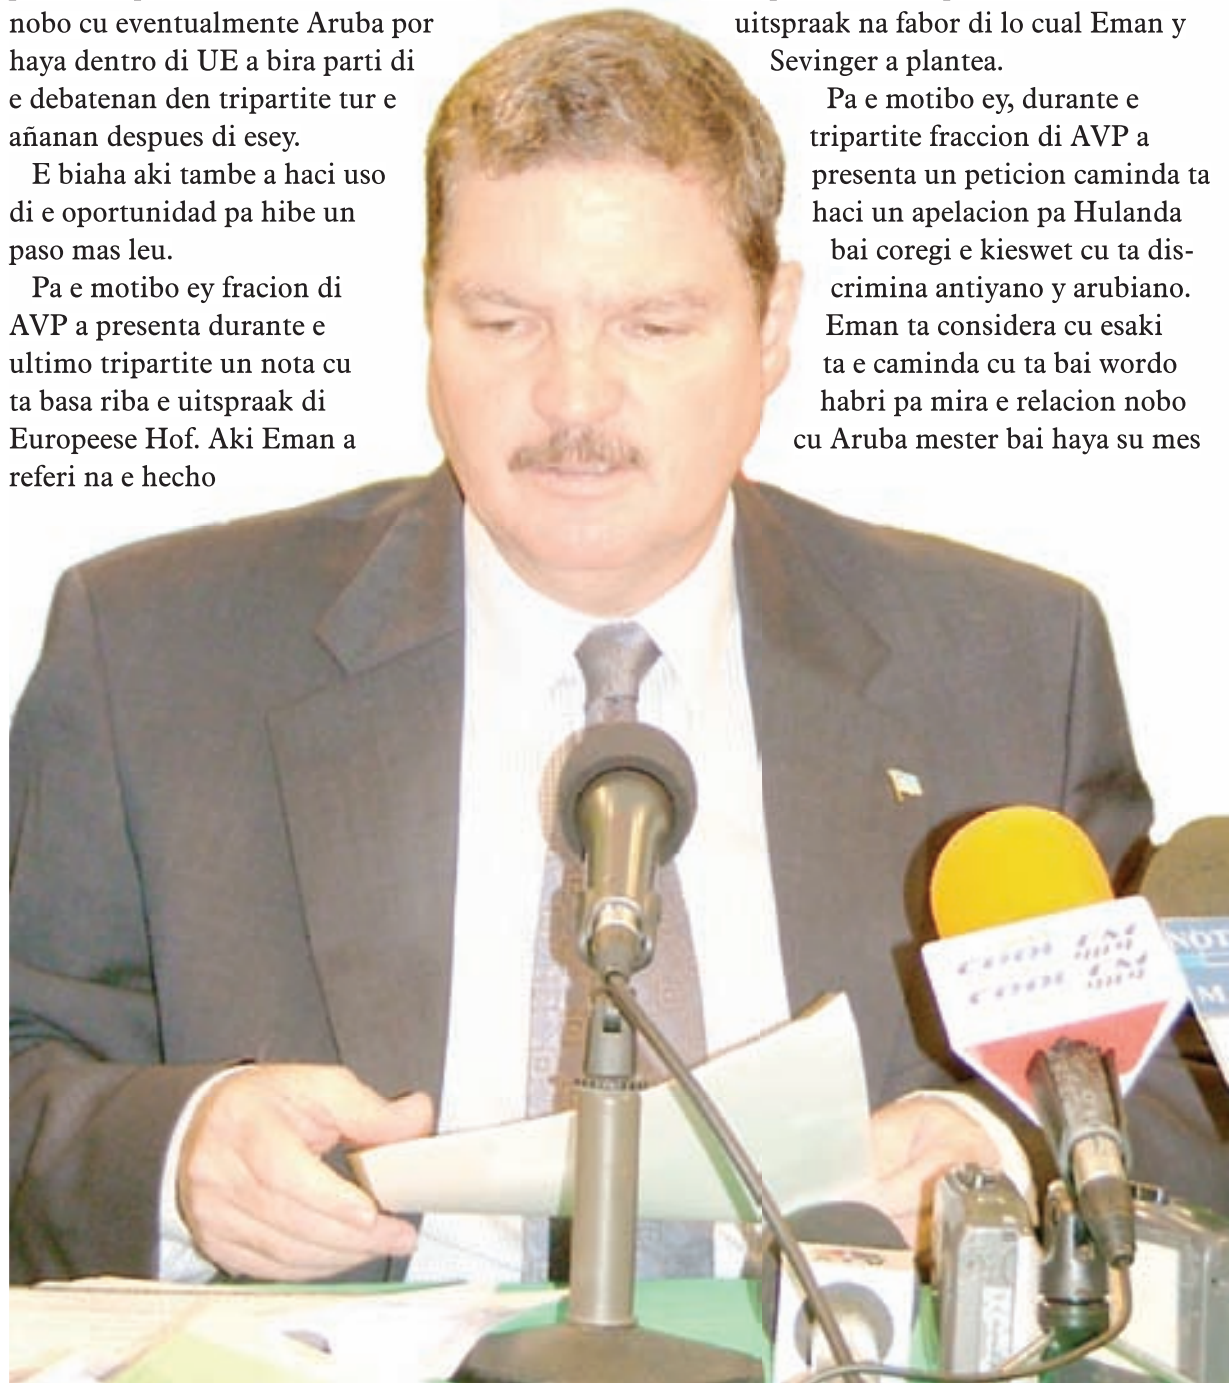 nobo cu eventualmente Aruba por
haya dentro di UE a bira parti di
e debatenan den tripartite tur e
añanan despues di esey.
E biaha aki tambe a haci uso
di e oportunidad pa hibe un
paso mas leu.
Pa e motibo ey fracion di
AVP a presenta durante e
ultimo tripartite un nota cu
ta basa riba e uitspraak di
Europeese Hof. Aki Eman a
referi na e hecho
uitspraak na fabor di lo cual Eman y
Sevinger a plantea.
Pa e motibo ey, durante e
tripartite fraccion di AVP a
presenta un peticion caminda ta
haci un apelacion pa Hulanda
bai coregi e kieswet cu ta dis-
crimina antiyano y arubiano.
Eman ta considera cu esaki
ta e caminda cu ta bai wordo
habri pa mira e relacion nobo
cu Aruba mester bai haya su mes
COOL FM
COOL FM
NOT
M